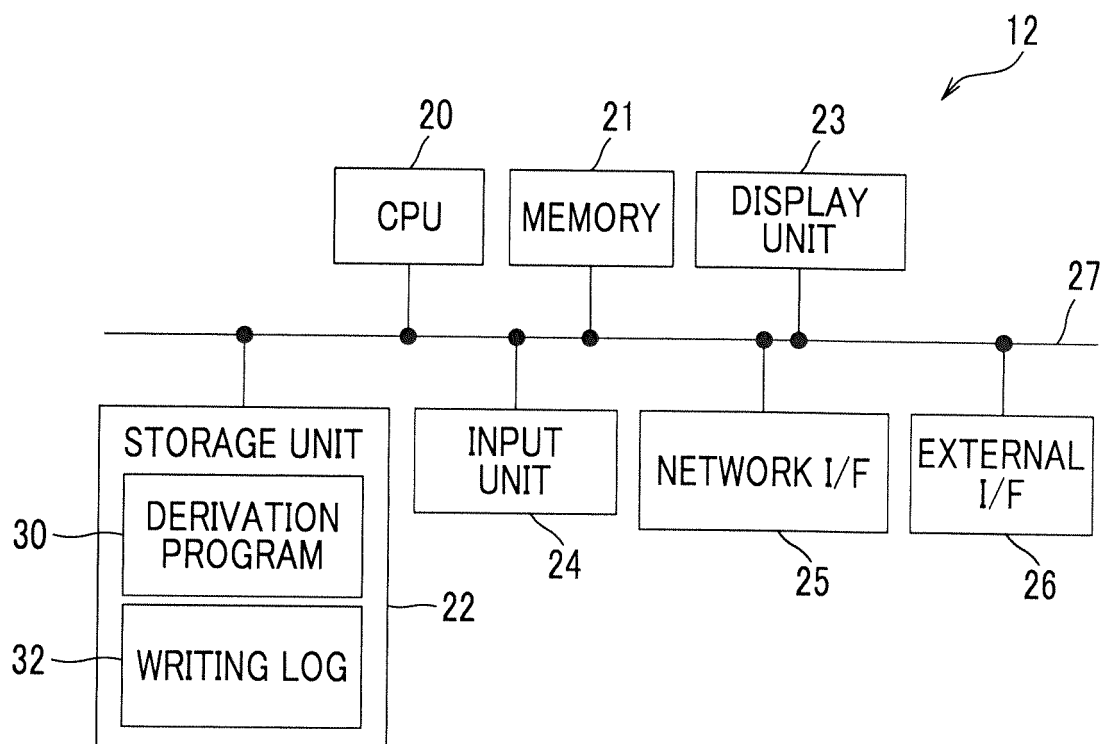 12
20
21
23
CPU
MEMORY
DISPLAY
UNIT
27
STORAGE UNIT
INPUT
UNIT
NETWORK I/F
EXTERNAL
I/F
30
DERIVATION
PROGRAM
24
25
26
22
32
WRITING LOG